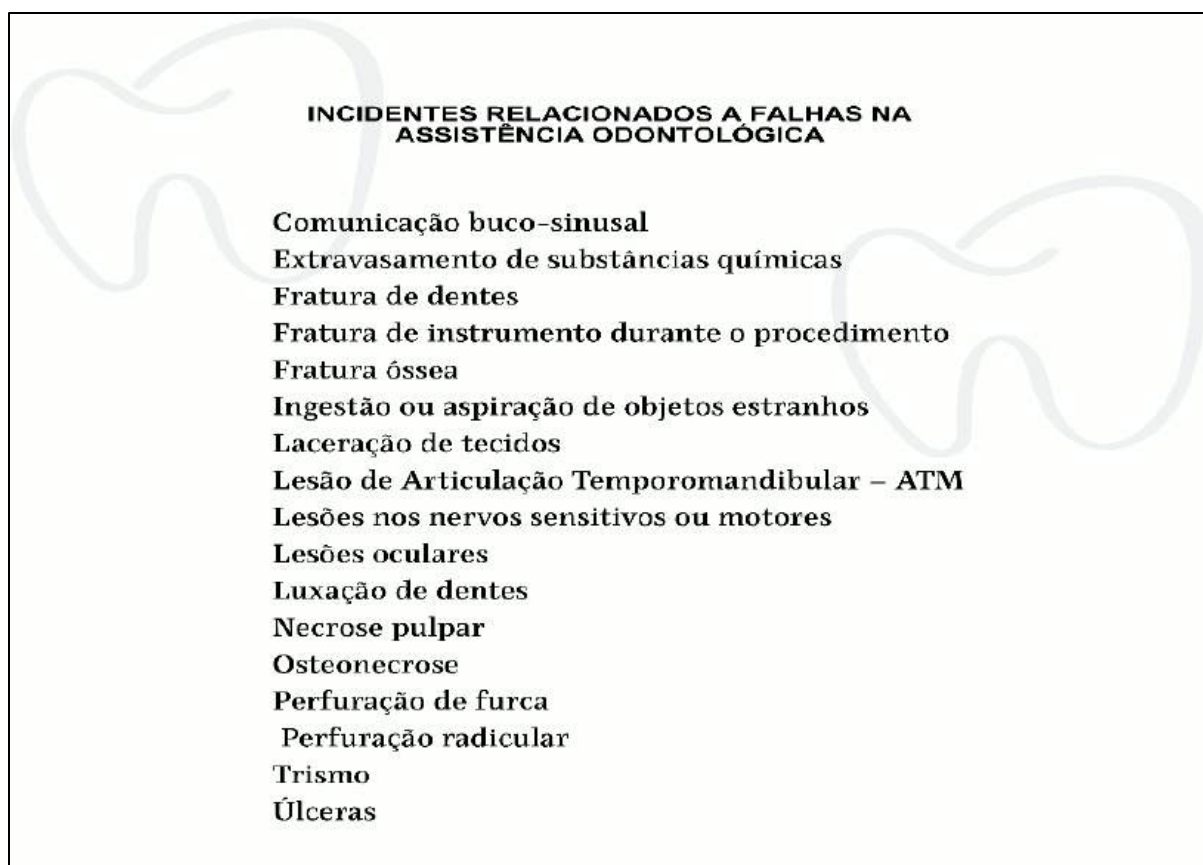 INCIDENTES RELACIONADOS A FALHAS NA
ASSISTÊNCIA ODONTOLÓGICA
Comunicação buco-sinusal
Extravasamento de substâncias químicas
Fratura de dentes
Fratura de instrumento durante o procedimento
Fratura óssea
Ingestão ou aspiração de objetos estranhos
Laceração de tecidos
Lesão de Articulação Temporomandibular – ATM
Lesões nos nervos sensitivos ou motores
Lesões oculares
Luxação de dentes
Necrose pulpar
Osteonecrose
Perfuração de furca
Perfuração radicular
Trismo
Úlceras